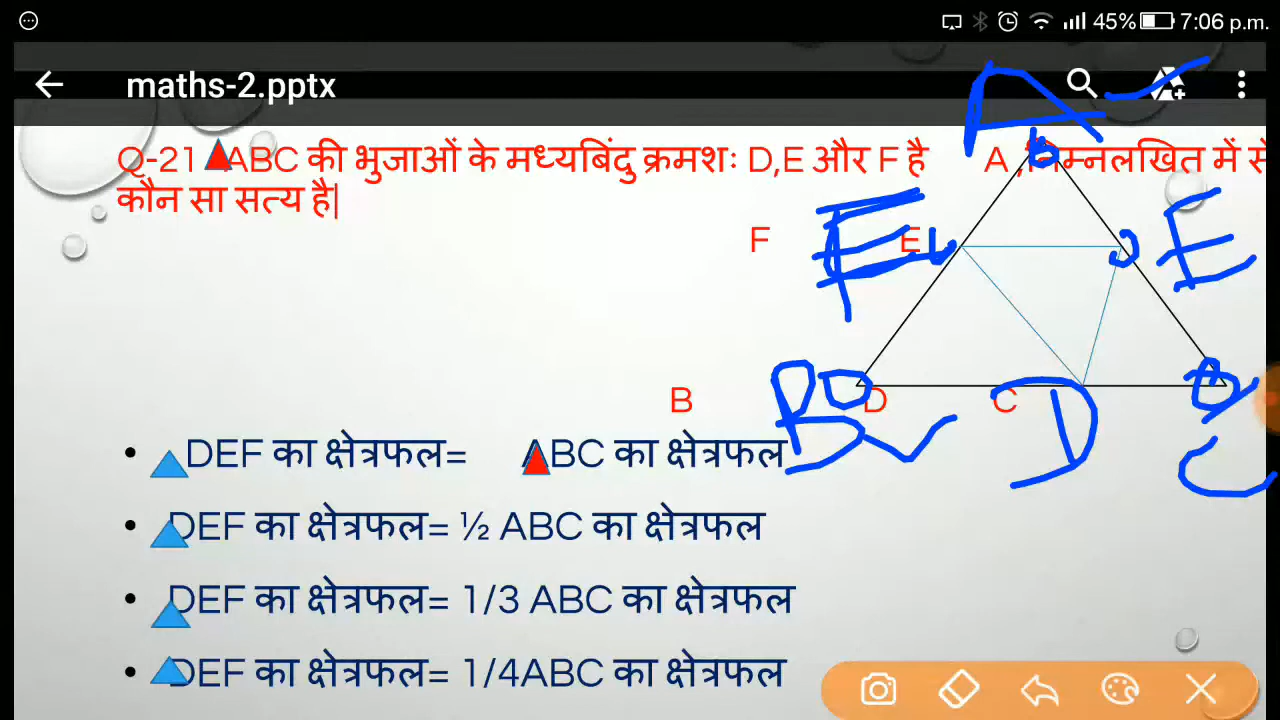 45% 7:06 p.m.
maths-2.pptx
A
Q-21 ABC की भुजाओं के मध्यबिंदु क्रमशः D,E और F है A ,निम्नलखित में से
कौन सा सत्य है|
F F E E
B B D C D C
DEF का क्षेत्रफल= ABC का क्षेत्रफल
DEF का क्षेत्रफल= ½ ABC का क्षेत्रफल
DEF का क्षेत्रफल= 1/3 ABC का क्षेत्रफल
DEF का क्षेत्रफल= 1/4ABC का क्षेत्रफल